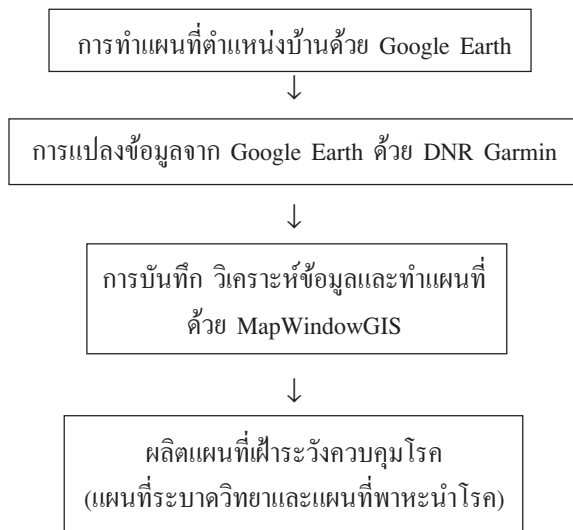 การทำแผนที่ตำแหน่งบ้านด้วย Google Earth
↓
การแปลงข้อมูลจาก Google Earth ด้วย DNR Garmin
↓
การบันทึก วิเคราะห์ข้อมูลและทำแผนที่
ด้วย MapWindowGIS
↓
ผลิตแผนที่เฝ้าระวังควบคุมโรค
(แผนที่ระบาดวิทยาและแผนที่พาหะนำโรค)